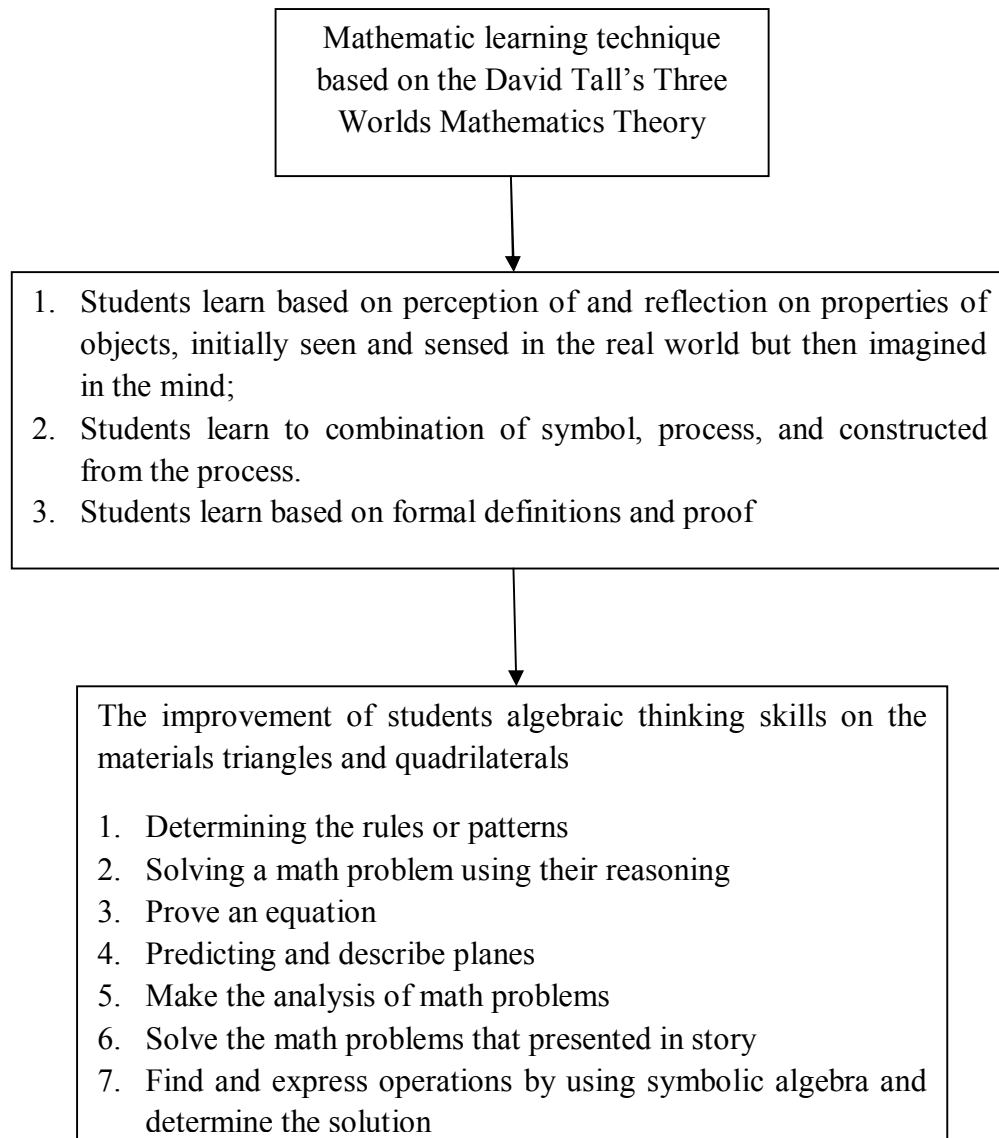 Mathematic learning technique
based on the David Tall’s Three
Worlds Mathematics Theory
1. Students learn based on perception of and reflection on properties of
objects, initially seen and sensed in the real world but then imagined
in the mind;
2. Students learn to combination of symbol, process, and constructed
from the process.
3. Students learn based on formal definitions and proof
The improvement of students algebraic thinking skills on the
materials triangles and quadrilaterals
1. Determining the rules or patterns
2. Solving a math problem using their reasoning
3. Prove an equation
4. Predicting and describe planes
5. Make the analysis of math problems
6. Solve the math problems that presented in story
7. Find and express operations by using symbolic algebra and
determine the solution